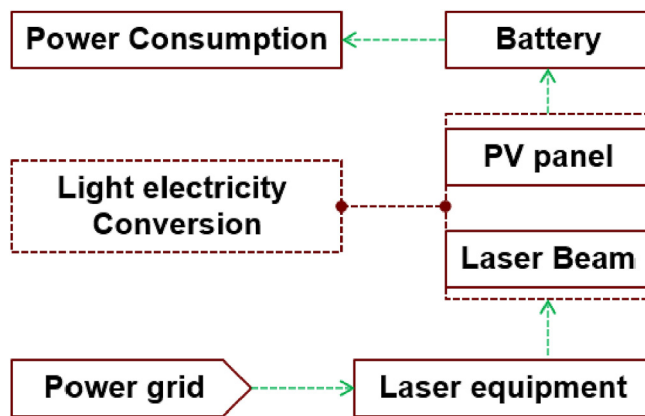 Power Consumption
Battery
PV panel
Light electricity
Conversion
Laser Beam
Power grid
Laser equipment